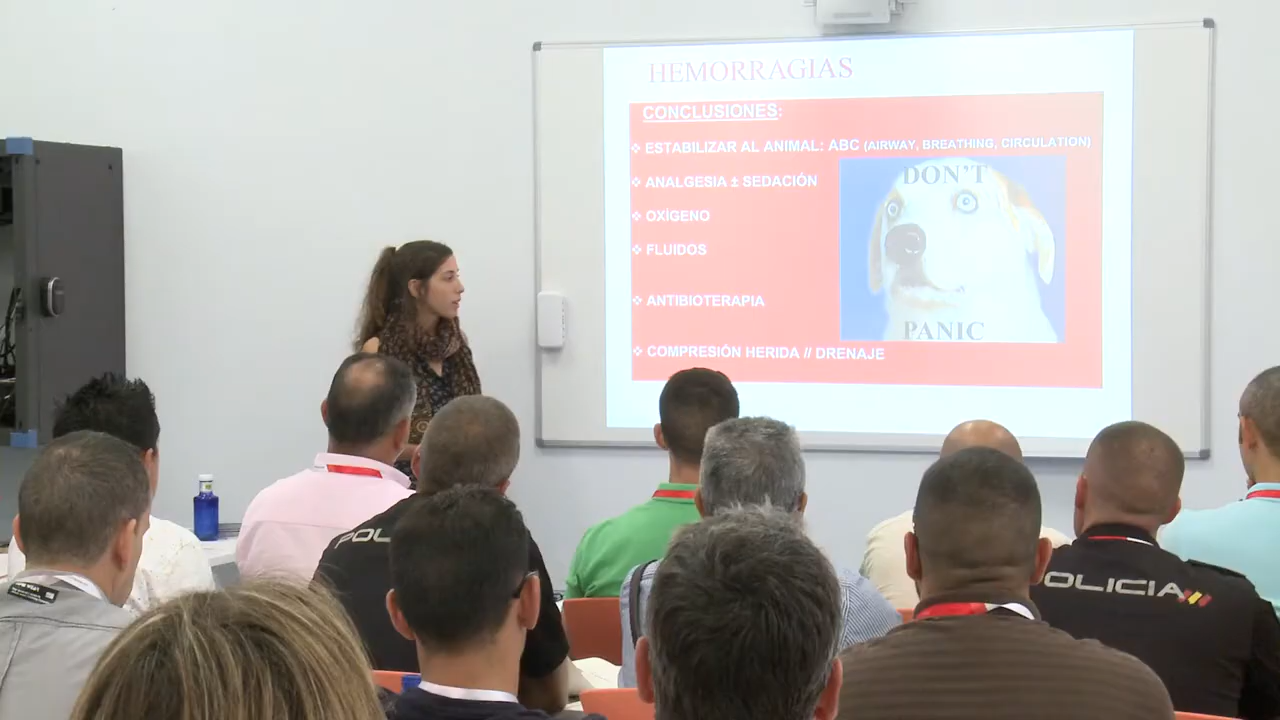 HEMORRAGIAS
CONCLUSIONES:
❖ ESTABILIZAR AL ANIMAL: ABC (AIRWAY, BREATHING, CIRCULATION)
❖ ANALGESIA ± SEDACIÓN
❖ OXÍGENO
❖ FLUIDOS
❖ ANTIBIOTERAPIA
❖ COMPRESIÓN HERIDA // DRENAJE
DON'T
PANIC
POL
POLICIA